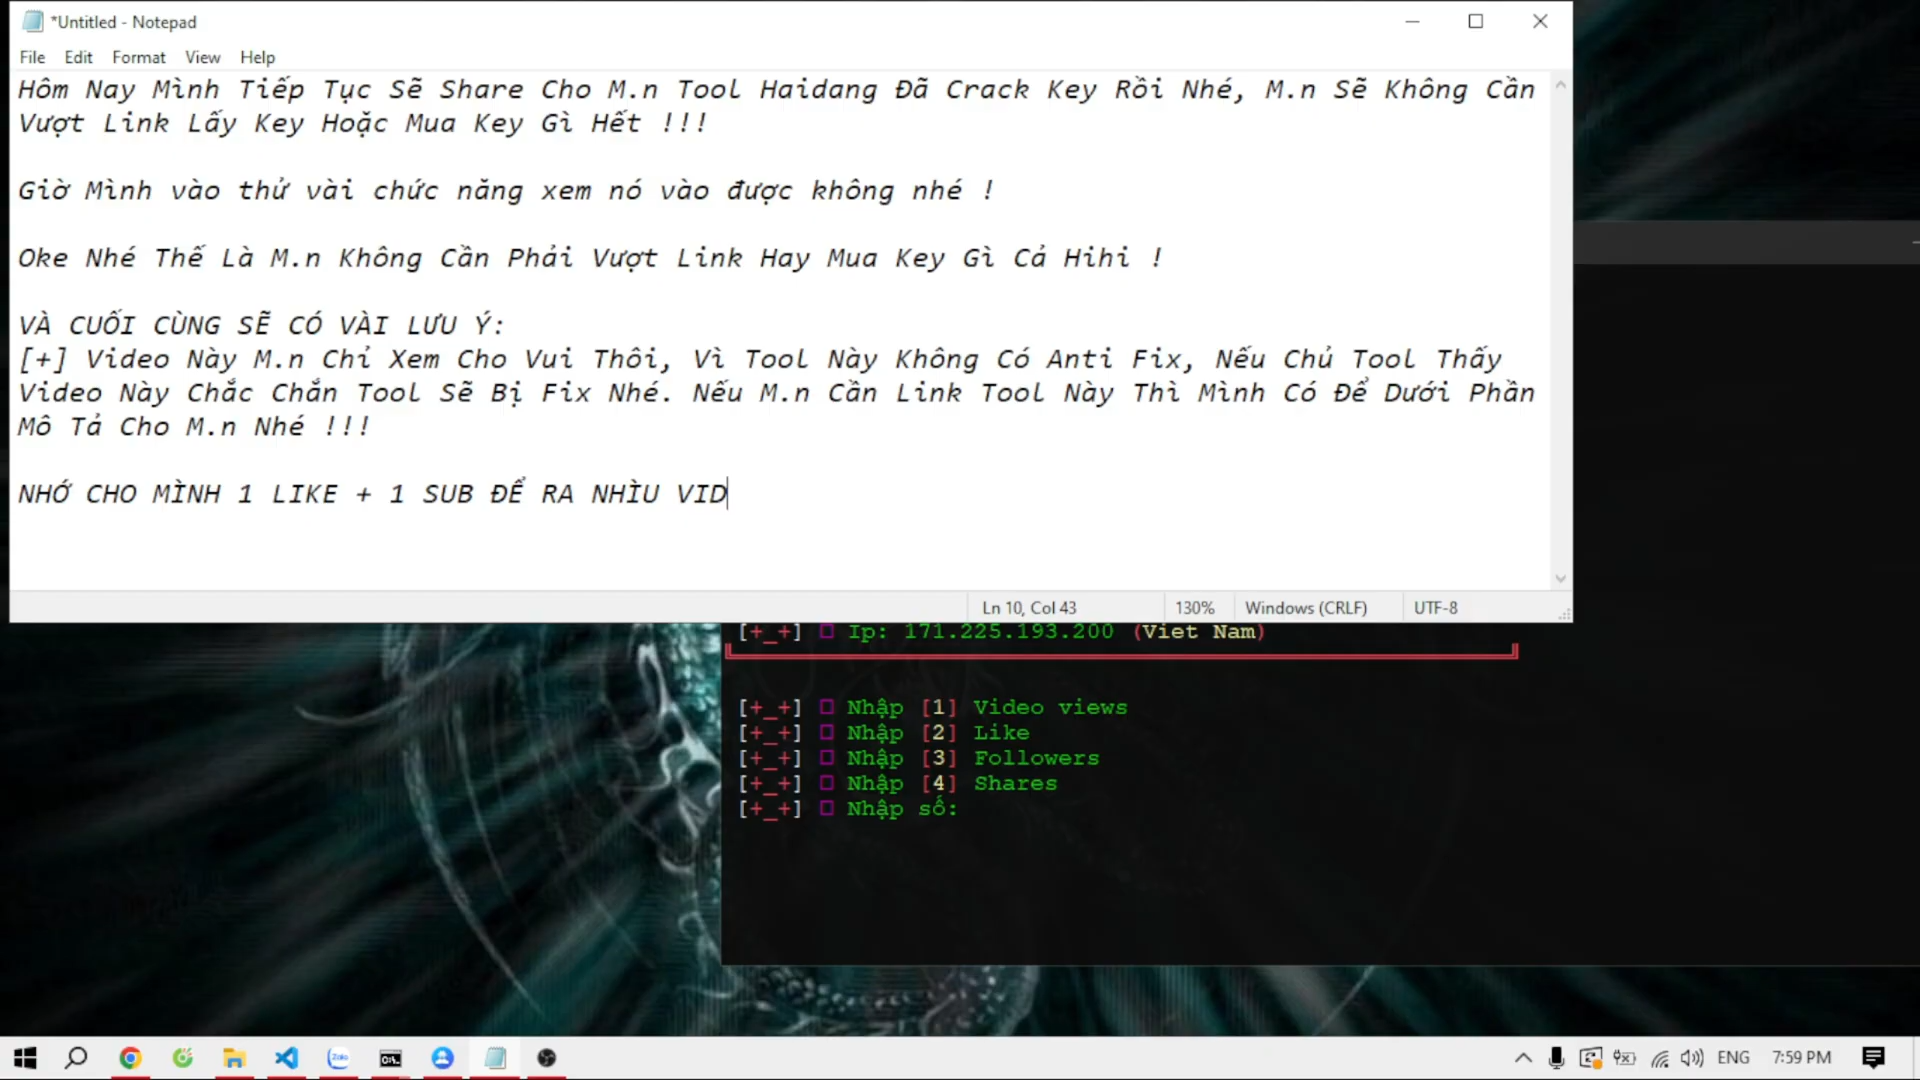 *Untitled - Notepad
File Edit Format View Help
Hôm Nay Mình Tiếp Tục Sẽ Share Cho M.n Tool Haidang Đã Crack Key Rồi Nhé, M.n Sẽ Không Cần
Vượt Link Lấy Key Hoặc Mua Key Gì Hết !!!
Giờ Mình vào thử vài chức năng xem nó vào được không nhé !
Oke Nhé Thế Là M.n Không Cần Phải Vượt Link Hay Mua Key Gì Cả Hihi !
VÀ CUỐI CÙNG SẼ CÓ VÀI LƯU Ý:
[+] Video Này M.n Chỉ Xem Cho Vui Thôi, Vì Tool Này Không Có Anti Fix, Nếu Chủ Tool Thấy
Video Này Chắc Chắn Tool Sẽ Bị Fix Nhé. Nếu M.n Cần Link Tool Này Thì Mình Có Để Dưới Phần
Mô Tả Cho M.n Nhé !!!
NHỚ CHO MÌNH 1 LIKE + 1 SUB ĐỂ RA NHÌU VID
Ln 10, Col 43 130% Windows (CRLF) UTF-8
[+_+] Ip: 171.225.193.200 (Viet Nam)
[+_+] Nhập [1] Video views
[+_+] Nhập [2] Like
[+_+] Nhập [3] Followers
[+_+] Nhập [4] Shares
[+_+] Nhập số:
Zalo
C:\
ENG 7:59 PM